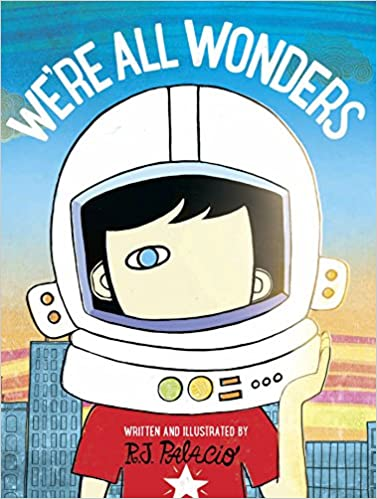 WE'RE ALL WONDERS
WRITTEN AND ILLUSTRATED BY
R.J. PALACIO